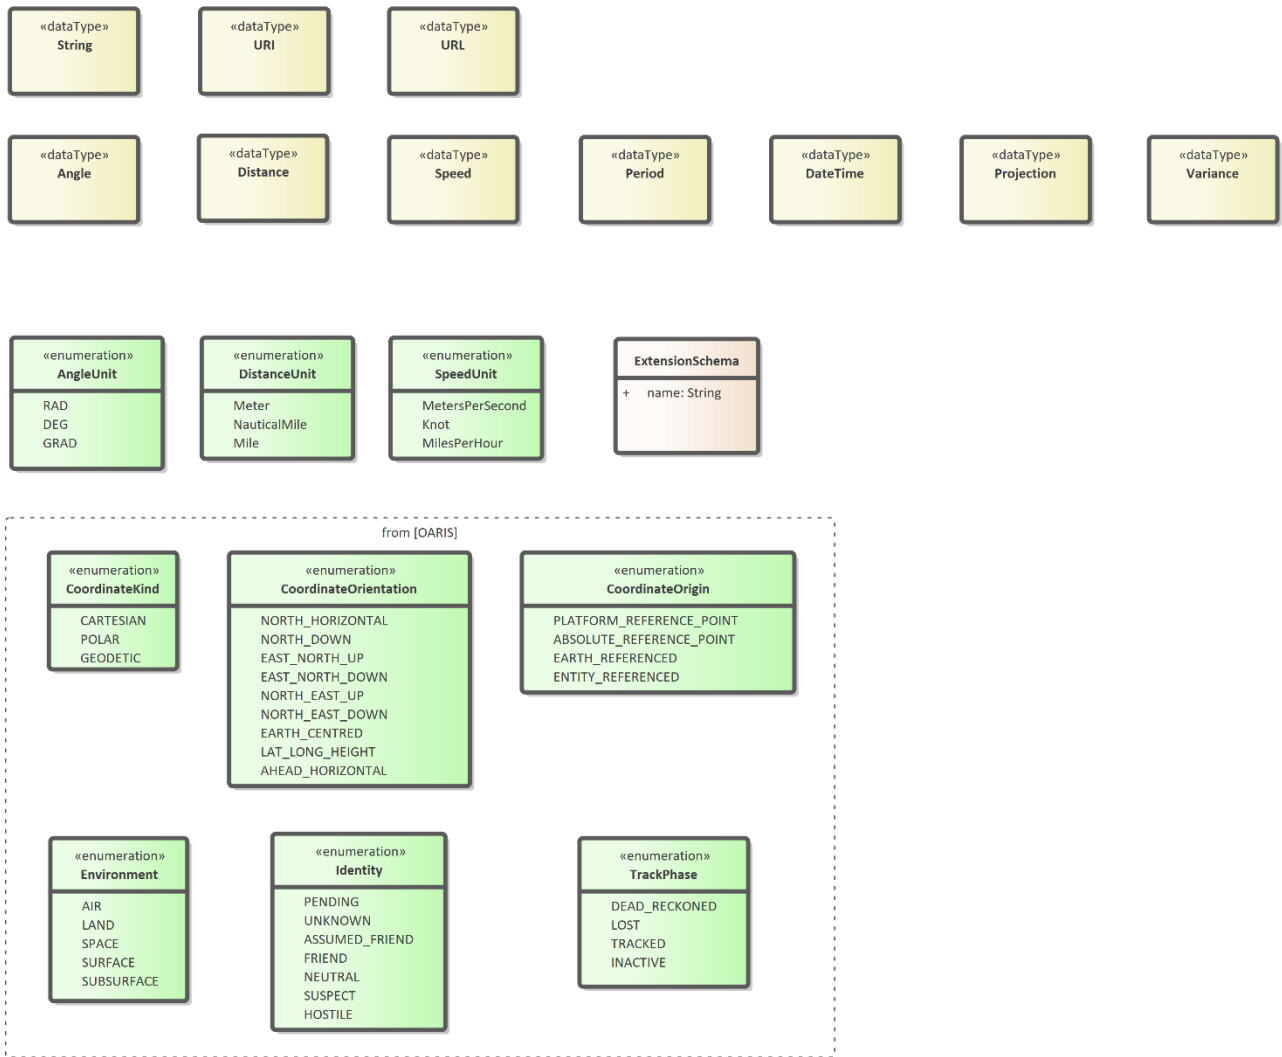 «dataType»
String
«dataType»
URI
«dataType»
URL
«dataType»
Angle
«dataType»
Distance
«dataType»
Speed
«dataType»
Period
«dataType»
DateTime
«dataType»
Projection
«dataType»
Variance
«enumeration»
AngleUnit
RAD
DEG
GRAD
«enumeration»
DistanceUnit
Meter
NauticalMile
Mile
«enumeration»
SpeedUnit
MetersPerSecond
Knot
MilesPerHour
ExtensionSchema
+ name: String
from [OARIS]
«enumeration»
CoordinateKind
CARTESIAN
POLAR
GEODETIC
«enumeration»
CoordinateOrientation
NORTH_HORIZONTAL
NORTH_DOWN
EAST_NORTH_UP
EAST_NORTH_DOWN
NORTH_EAST_UP
NORTH_EAST_DOWN
EARTH_CENTRED
LAT_LONG_HEIGHT
AHEAD_HORIZONTAL
«enumeration»
CoordinateOrigin
PLATFORM_REFERENCE_POINT
ABSOLUTE_REFERENCE_POINT
EARTH_REFERENCED
ENTITY_REFERENCED
«enumeration»
Environment
AIR
LAND
SPACE
SURFACE
SUBSURFACE
«enumeration»
Identity
PENDING
UNKNOWN
ASSUMED_FRIEND
FRIEND
NEUTRAL
SUSPECT
HOSTILE
«enumeration»
TrackPhase
DEAD_RECKONED
LOST
TRACKED
INACTIVE